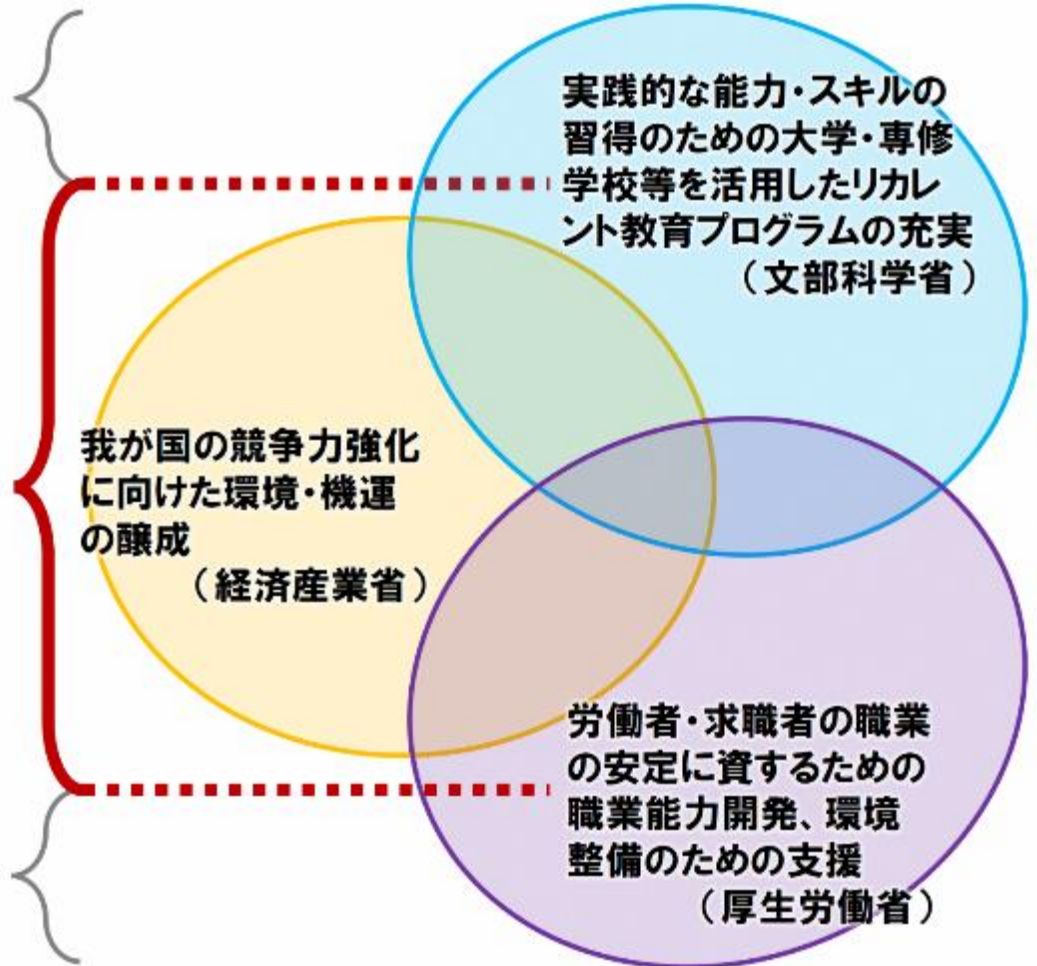 実践的な能力・スキルの
習得のための大学・専修
学校等を活用したリカレ
ント教育プログラムの充実
（文部科学省）
我が国の競争力強化
に向けた環境・機運
の醸成
（経済産業省）
労働者・求職者の職業
の安定に資するための
職業能力開発、環境
整備のための支援
（厚生労働省）